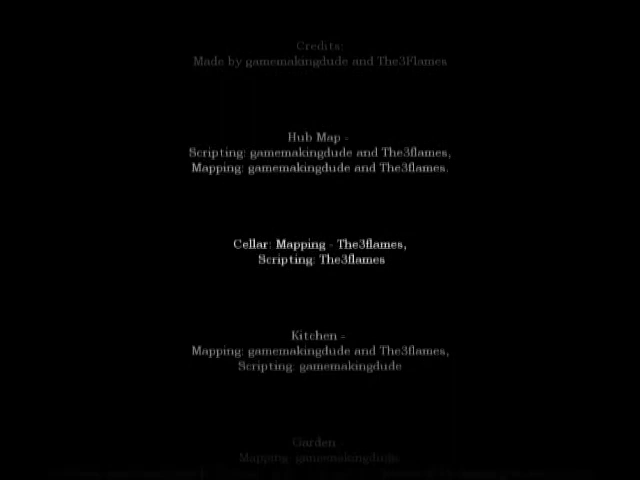 Credits:
Made by gamemakingdude and The3Flames
Hub Map -
Scripting: gamemakingdude and The3flames,
Mapping: gamemakingdude and The3flames.
Cellar: Mapping - The3flames,
Scripting: The3flames
Kitchen -
Mapping: gamemakingdude and The3flames,
Scripting: gamemakingdude
Garden -
Mapping: gamemakingdude